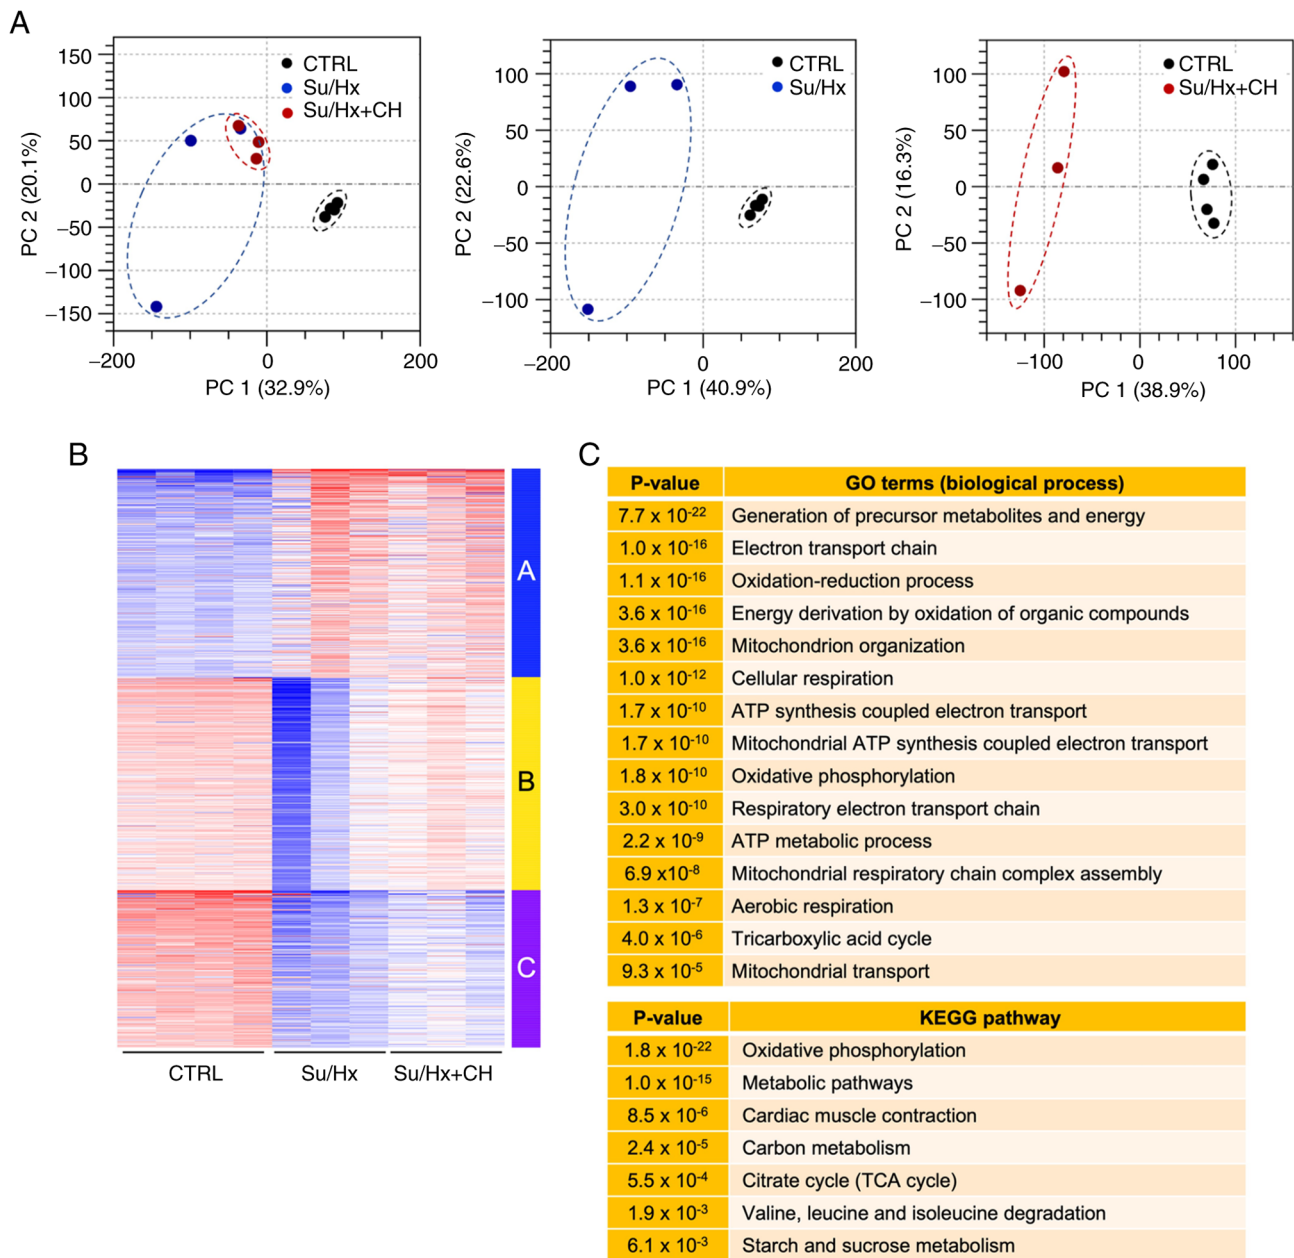 A
150
100
50
0
−50
−100
−150
PC 2 (20.1%)
CTRL
Su/Hx
Su/Hx+CH
−200
0
200
PC 1 (32.9%)
100
50
0
−50
−100
PC 2 (22.6%)
CTRL
Su/Hx
−200
0
200
PC 1 (40.9%)
100
50
0
−50
−100
PC 2 (16.3%)
CTRL
Su/Hx+CH
−100
0
100
PC 1 (38.9%)
B
A
B
C
CTRL
Su/Hx
Su/Hx+CH
C
P-value GO terms (biological process)
7.7 x 10-22 Generation of precursor metabolites and energy
1.0 x 10-16 Electron transport chain
1.1 x 10-16 Oxidation-reduction process
3.6 x 10-16 Energy derivation by oxidation of organic compounds
3.6 x 10-16 Mitochondrion organization
1.0 x 10-12 Cellular respiration
1.7 x 10-10 ATP synthesis coupled electron transport
1.7 x 10-10 Mitochondrial ATP synthesis coupled electron transport
1.8 x 10-10 Oxidative phosphorylation
3.0 x 10-10 Respiratory electron transport chain
2.2 x 10-9 ATP metabolic process
6.9 x10-8 Mitochondrial respiratory chain complex assembly
1.3 x 10-7 Aerobic respiration
4.0 x 10-6 Tricarboxylic acid cycle
9.3 x 10-5 Mitochondrial transport
P-value KEGG pathway
1.8 x 10-22 Oxidative phosphorylation
1.0 x 10-15 Metabolic pathways
8.5 x 10-6 Cardiac muscle contraction
2.4 x 10-5 Carbon metabolism
5.5 x 10-4 Citrate cycle (TCA cycle)
1.9 x 10-3 Valine, leucine and isoleucine degradation
6.1 x 10-3 Starch and sucrose metabolism